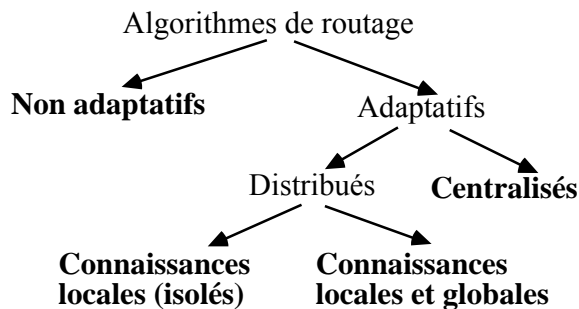 Algorithmes de routage
Non adaptatifs
Adaptatifs
Distribués
Centralisés
Connaissances
locales (isolés)
Connaissances
locales et globales